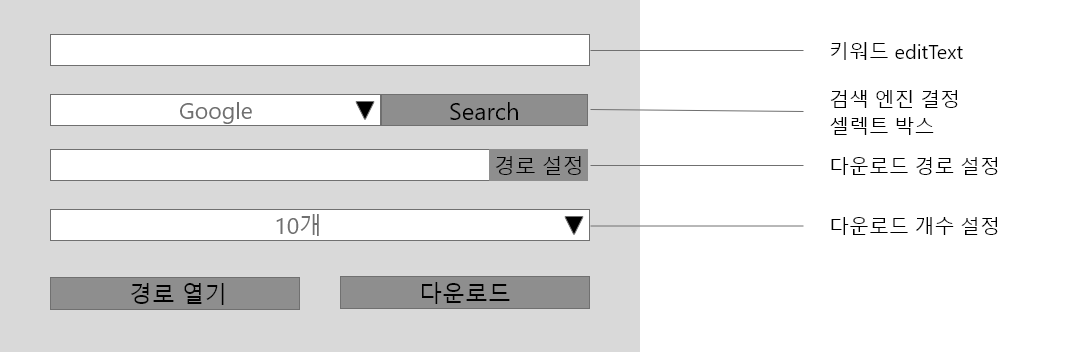 키워드 editText
Google
Search
검색 엔진 결정
셀렉트 박스
경로 설정
다운로드 경로 설정
10개
다운로드 개수 설정
경로 열기
다운로드